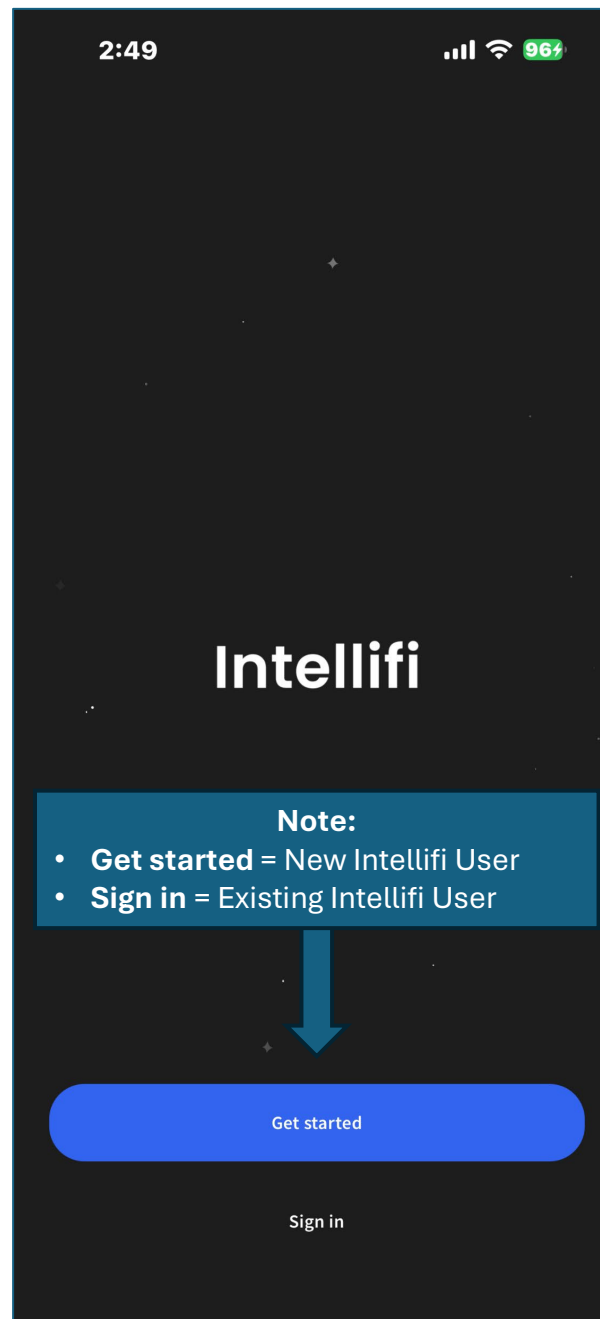 2:49
96
Intellifi
Note:
• Get started = New Intellifi User
• Sign in = Existing Intellifi User
Get started
Sign in